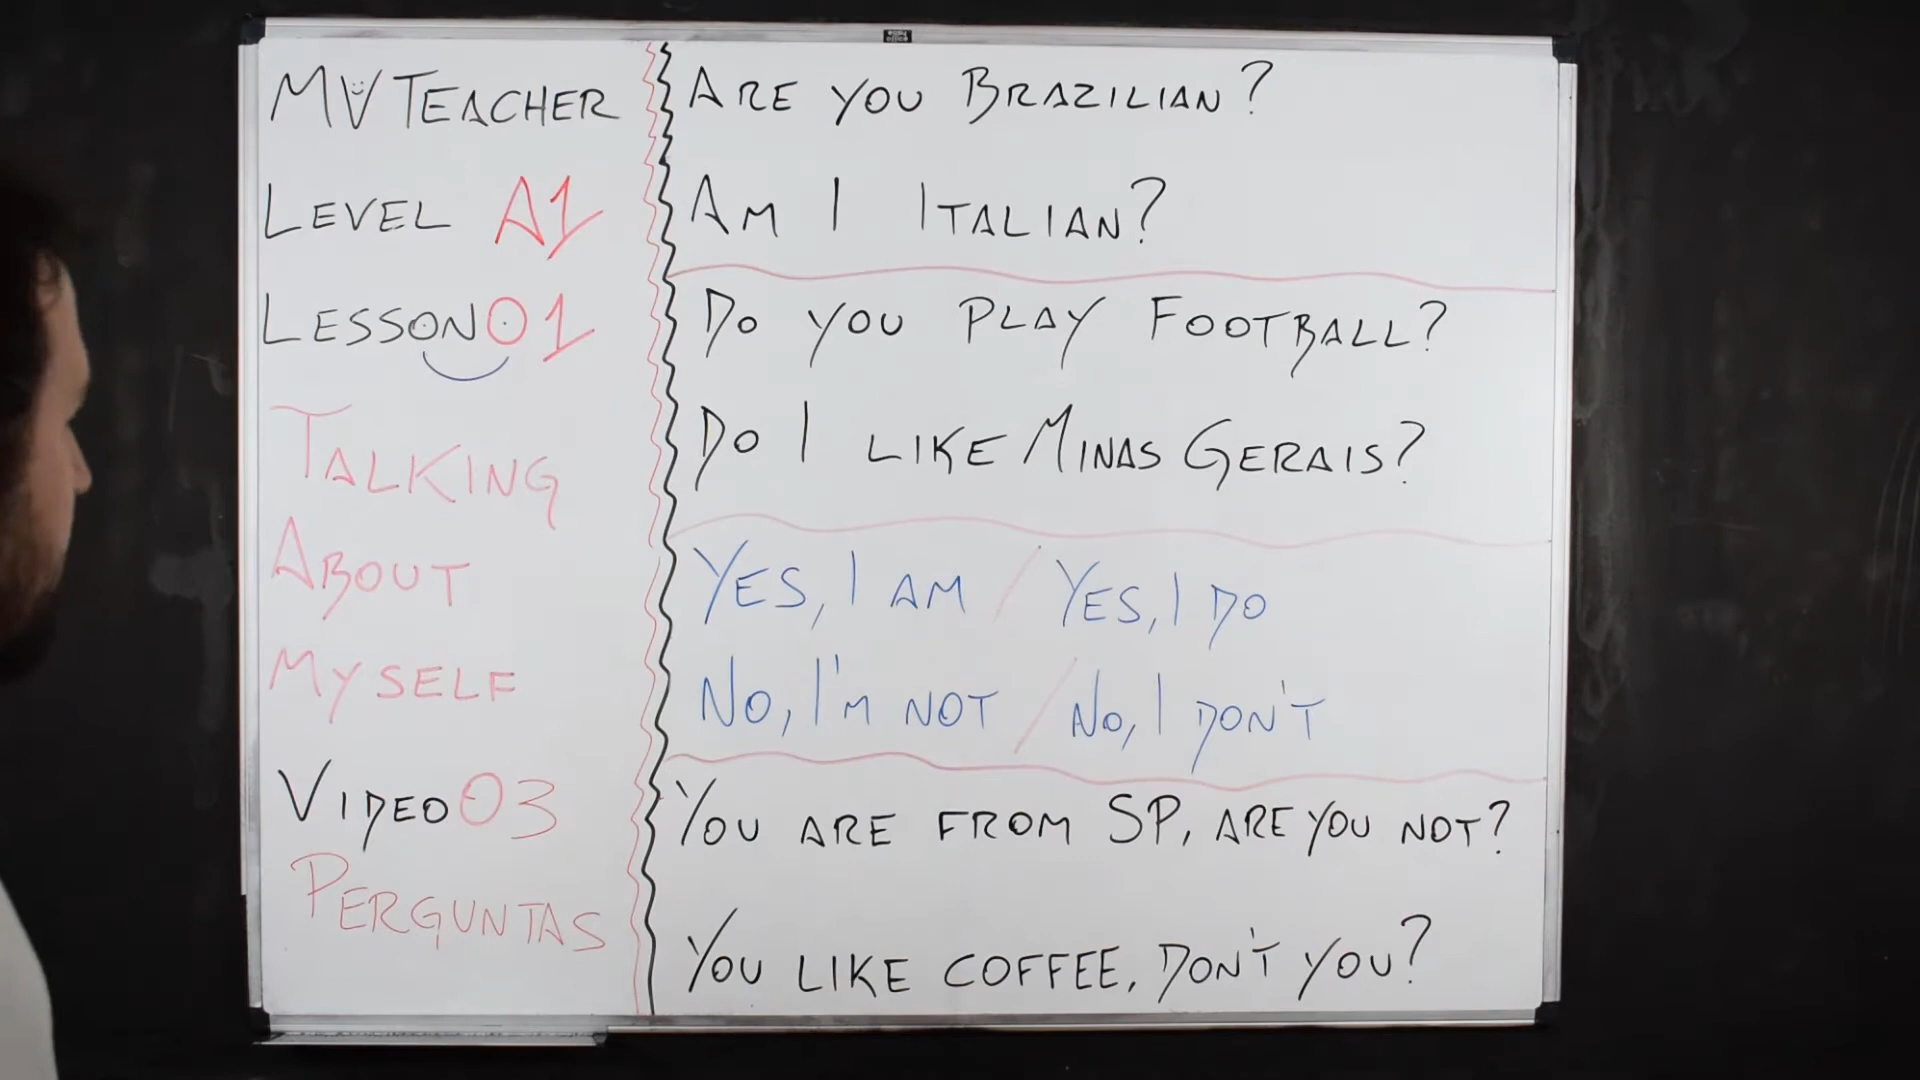 MV TEACHER
LEVEL A1
LESSON 01
TALKING
ABOUT
MYSELF
VIDEO 03
PERGUNTAS
ARE YOU BRAZILIAN?
AM I ITALIAN?
DO YOU PLAY FOOTBALL?
DO I LIKE MINAS GERAIS?
YES, I AM / YES, I DO
NO, I'M NOT / NO, I DON'T
YOU ARE FROM SP, ARE YOU NOT?
YOU LIKE COFFEE, DON'T YOU?